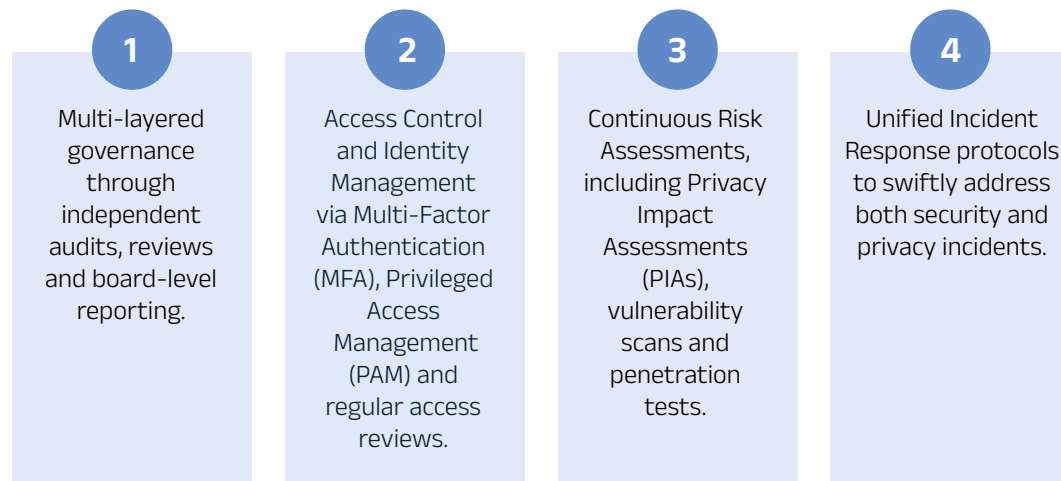 1
Multi-layered
governance
through
independent
audits, reviews
and board-level
reporting.
2
Access Control
and Identity
Management
via Multi-Factor
Authentication
(MFA), Privileged
Access
Management
(PAM) and
regular access
reviews.
3
Continuous Risk
Assessments,
including Privacy
Impact
Assessments
(PIAs),
vulnerability
scans and
penetration
tests.
4
Unified Incident
Response protocols
to swiftly address
both security and
privacy incidents.